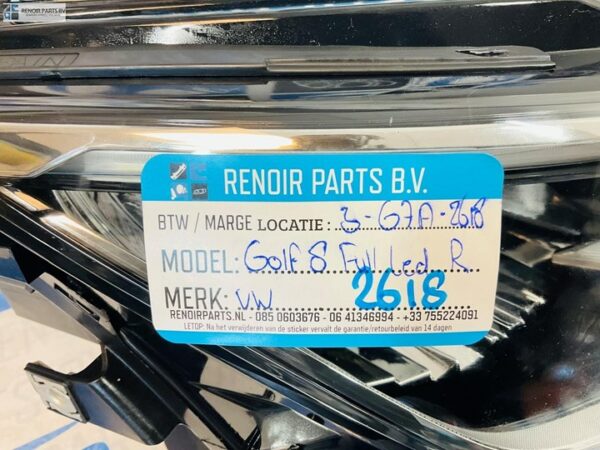 RENOIR PARTS B.V.
RENOIR PARTS B.V.
BTW / MARGE LOCATIE : 3-G7A-2618
MODEL: Golf 8 Full Led R
MERK: VW 2618
RENOIRPARTS.NL - 085 0603676 - 06 41346994 - +33 755224091
LETOP: Na het verwijderen van de sticker vervalt de garantie/retourbeleid van 14 dagen